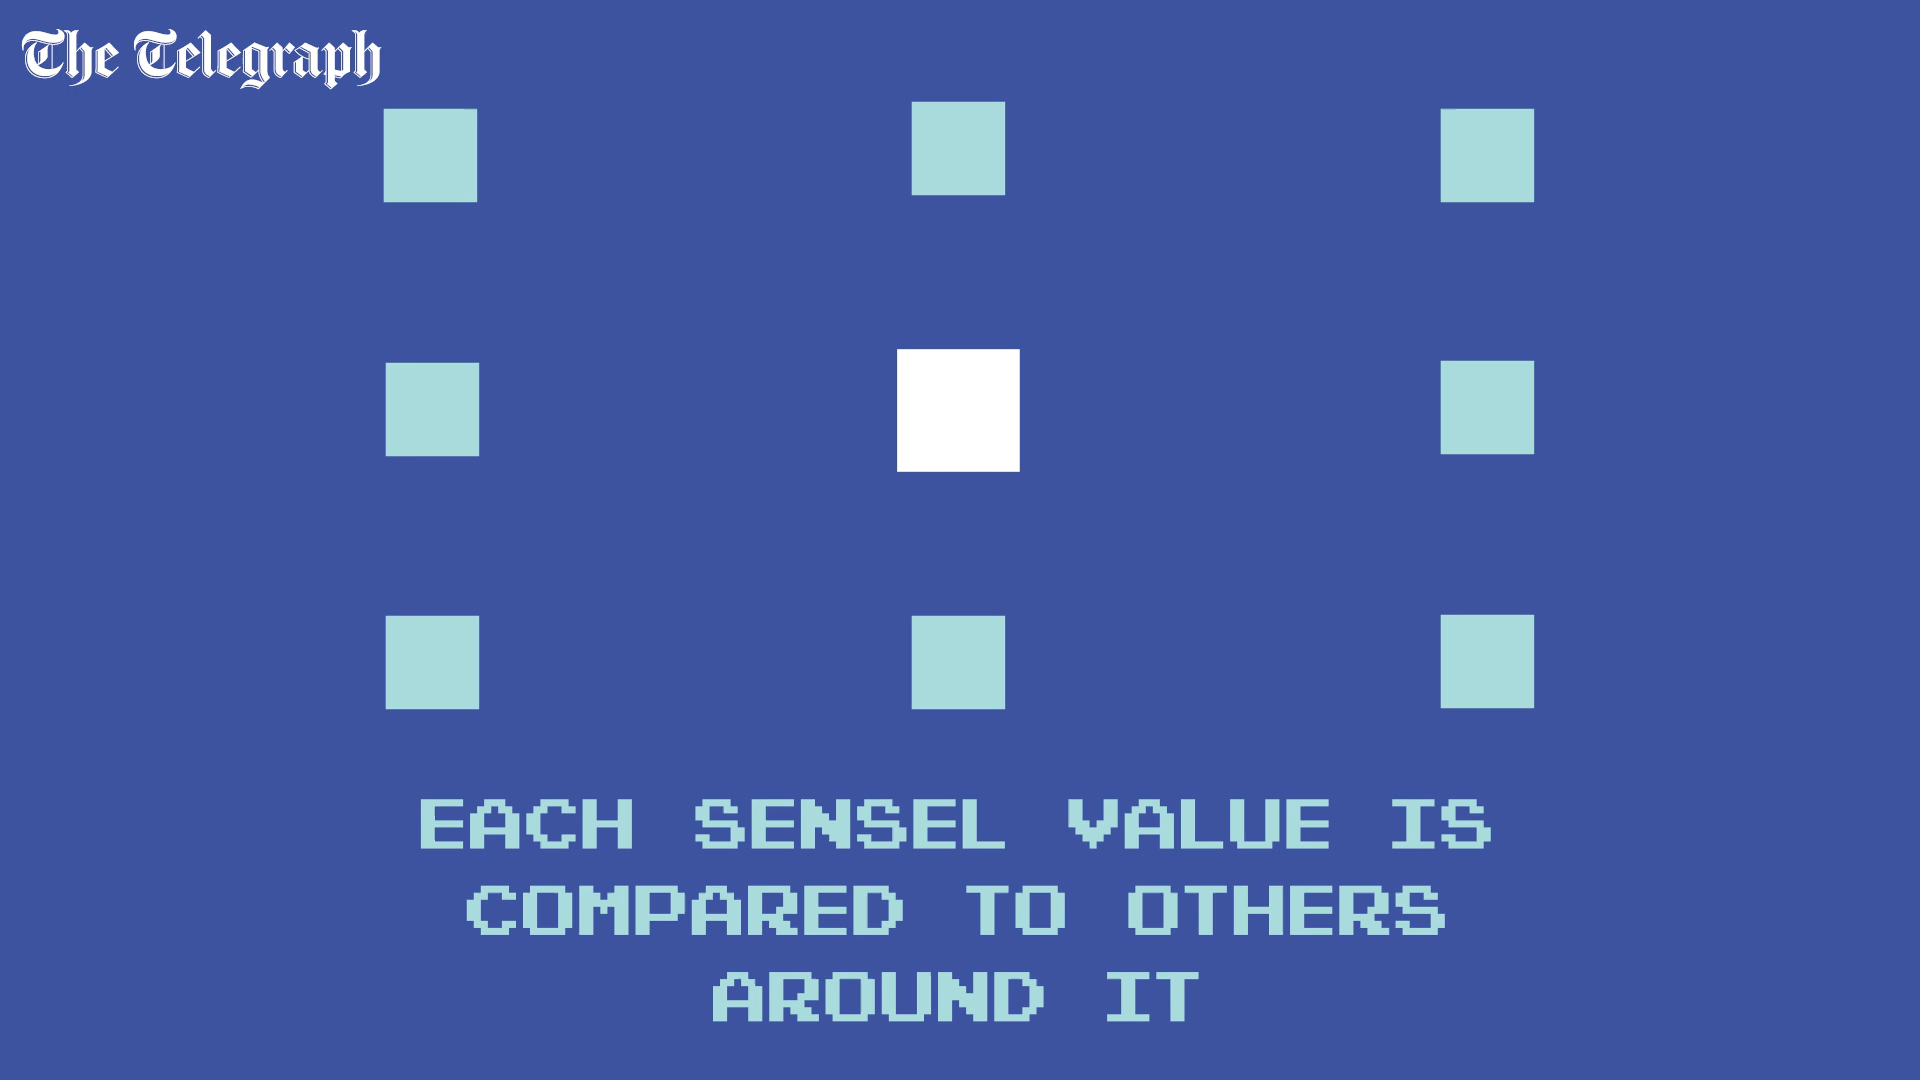 The Telegraph
EACH SENSEL VALUE IS
COMPARED TO OTHERS
AROUND IT